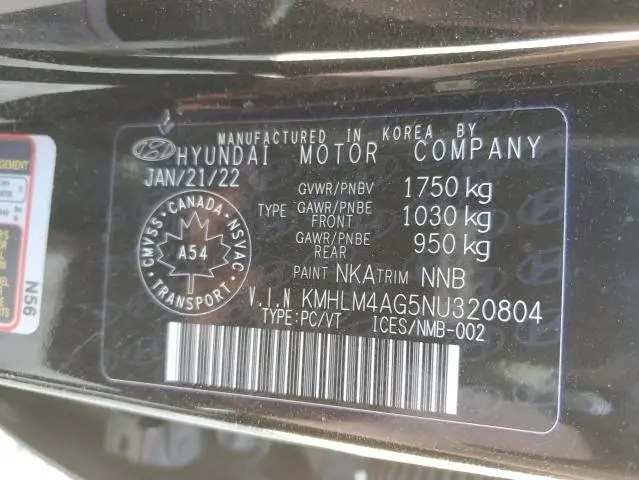 MANUFACTURED IN KOREA BY
HYUNDAI MOTOR COMPANY
JAN/21/22
GVWR/PNBV 1750 kg
TYPE GAWR/PNBE FRONT 1030 kg
GAWR/PNBE REAR 950 kg
PAINT NKA TRIM NNB
V.I.N KMHLM4AG5NU320804
TYPE:PC/VT ICES/NMB-002
CMVSS CANADA NSVAC
A54
TRANSPORT
N56